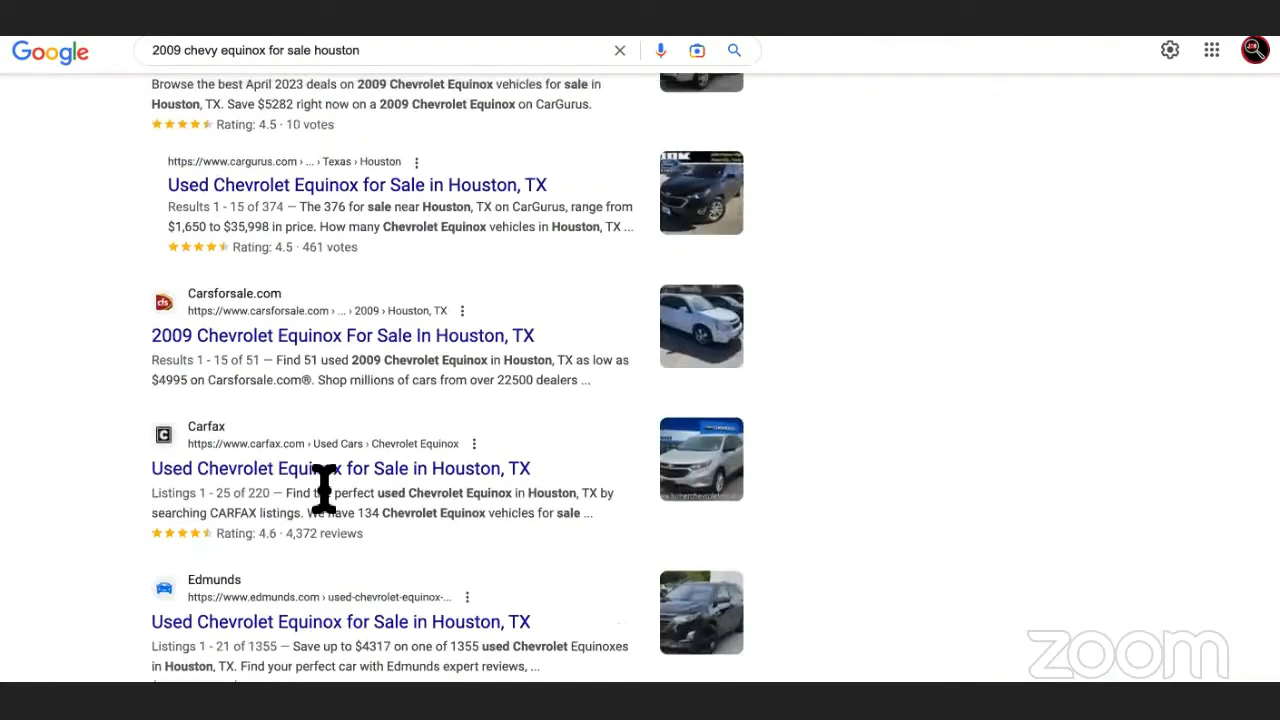 Google
2009 chevy equinox for sale houston
Browse the best April 2023 deals on 2009 Chevrolet Equinox vehicles for sale in
Houston, TX. Save $5282 right now on a 2009 Chevrolet Equinox on CarGurus.
Rating: 4.5 · 10 votes
https://www.cargurus.com › ... › Texas › Houston
Used Chevrolet Equinox for Sale in Houston, TX
Results 1 - 15 of 374 — The 376 for sale near Houston, TX on CarGurus, range from
$1,650 to $35,998 in price. How many Chevrolet Equinox vehicles in Houston, TX ...
Rating: 4.5 · 461 votes
cfs
Carsforsale.com
https://www.carsforsale.com › ... › 2009 › Houston, TX
2009 Chevrolet Equinox For Sale In Houston, TX
Results 1 - 15 of 51 — Find 51 used 2009 Chevrolet Equinox in Houston, TX as low as
$4995 on Carsforsale.com®. Shop millions of cars from over 22500 dealers ...
C
Carfax
https://www.carfax.com › Used Cars › Chevrolet Equinox
Used Chevrolet Equinox for Sale in Houston, TX
Listings 1 - 25 of 220 — Find the perfect used Chevrolet Equinox in Houston, TX by
searching CARFAX listings. We have 134 Chevrolet Equinox vehicles for sale ...
Rating: 4.6 · 4,372 reviews
Edmunds
https://www.edmunds.com › used-chevrolet-equinox-...
Used Chevrolet Equinox for Sale in Houston, TX
Listings 1 - 21 of 1355 — Save up to $4317 on one of 1355 used Chevrolet Equinoxes
in Houston, TX. Find your perfect car with Edmunds expert reviews, ...
zoom